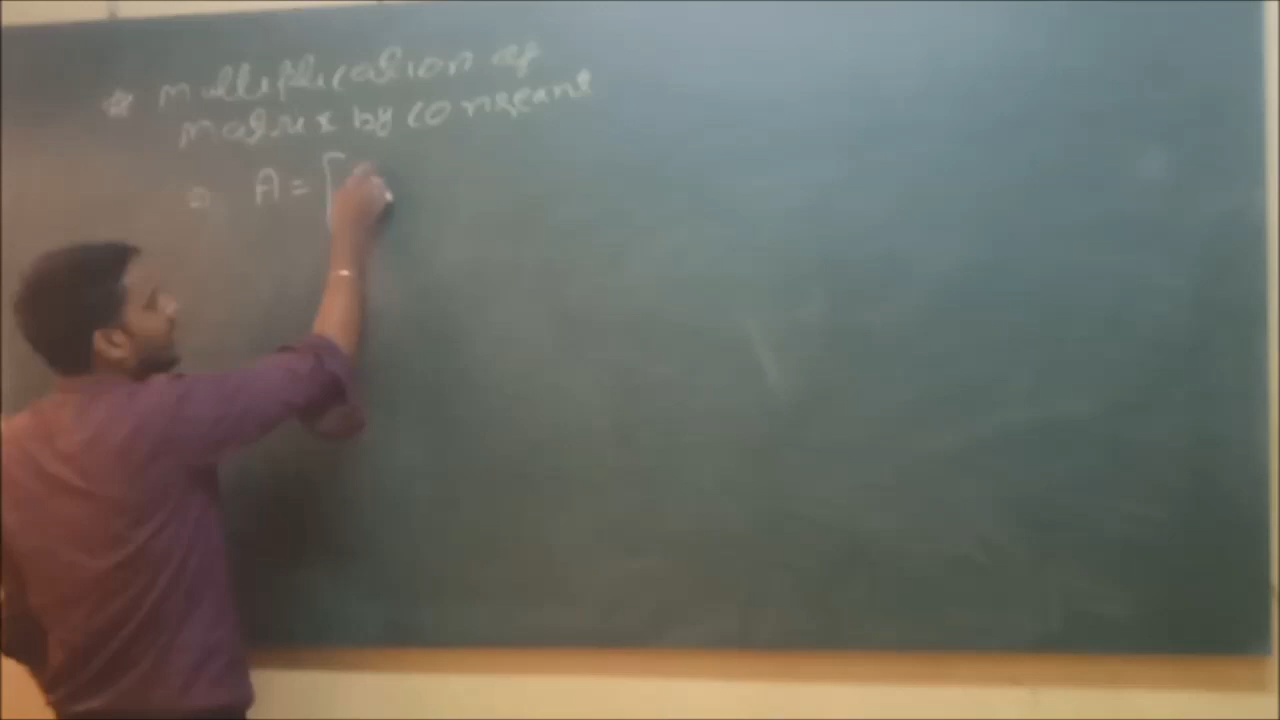 * Multiplication of
matrix by constant
⇒ A = [